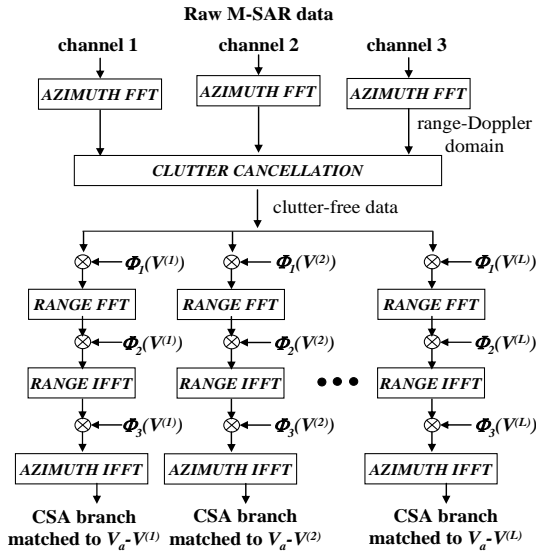 Raw M-SAR data
channel 1 channel 2 channel 3
AZIMUTH FFT AZIMUTH FFT AZIMUTH FFT
range-Doppler
domain
CLUTTER CANCELLATION
clutter-free data
Φ₁(V⁽¹⁾) Φ₁(V⁽²⁾) Φ₁(V⁽ᴸ⁾)
RANGE FFT RANGE FFT RANGE FFT
Φ₂(V⁽¹⁾) Φ₂(V⁽²⁾) Φ₂(V⁽ᴸ⁾)
RANGE IFFT RANGE IFFT ••• RANGE IFFT
Φ₃(V⁽¹⁾) Φ₃(V⁽²⁾) Φ₃(V⁽ᴸ⁾)
AZIMUTH IFFT AZIMUTH IFFT AZIMUTH IFFT
CSA branch CSA branch CSA branch
matched to Vₐ-V⁽¹⁾ matched to Vₐ-V⁽²⁾ matched to Vₐ-V⁽ᴸ⁾